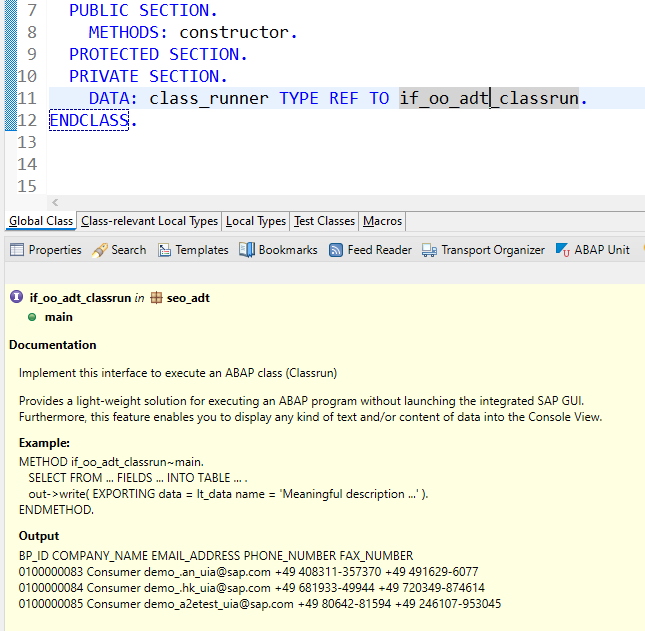 7 PUBLIC SECTION.
8 METHODS: constructor.
9 PROTECTED SECTION.
10 PRIVATE SECTION.
11 DATA: class_runner TYPE REF TO if_oo_adt_classrun.
12 ENDCLASS.
13
14
15
Global Class Class-relevant Local Types Local Types Test Classes Macros
Properties Search Templates Bookmarks Feed Reader Transport Organizer ABAP Unit
if_oo_adt_classrun in seo_adt
main
Documentation
Implement this interface to execute an ABAP class (Classrun)
Provides a light-weight solution for executing an ABAP program without launching the integrated SAP GUI.
Furthermore, this feature enables you to display any kind of text and/or content of data into the Console View.
Example:
METHOD if_oo_adt_classrun~main.
SELECT FROM ... FIELDS ... INTO TABLE ... .
out->write( EXPORTING data = lt_data name = 'Meaningful description ...' ).
ENDMETHOD.
Output
BP_ID COMPANY_NAME EMAIL_ADDRESS PHONE_NUMBER FAX_NUMBER
0100000083 Consumer demo_.an_uia@sap.com +49 408311-357370 +49 491629-6077
0100000084 Consumer demo_.hk_uia@sap.com +49 681933-49944 +49 720349-874614
0100000085 Consumer demo_a2etest_uia@sap.com +49 80642-81594 +49 246107-953045